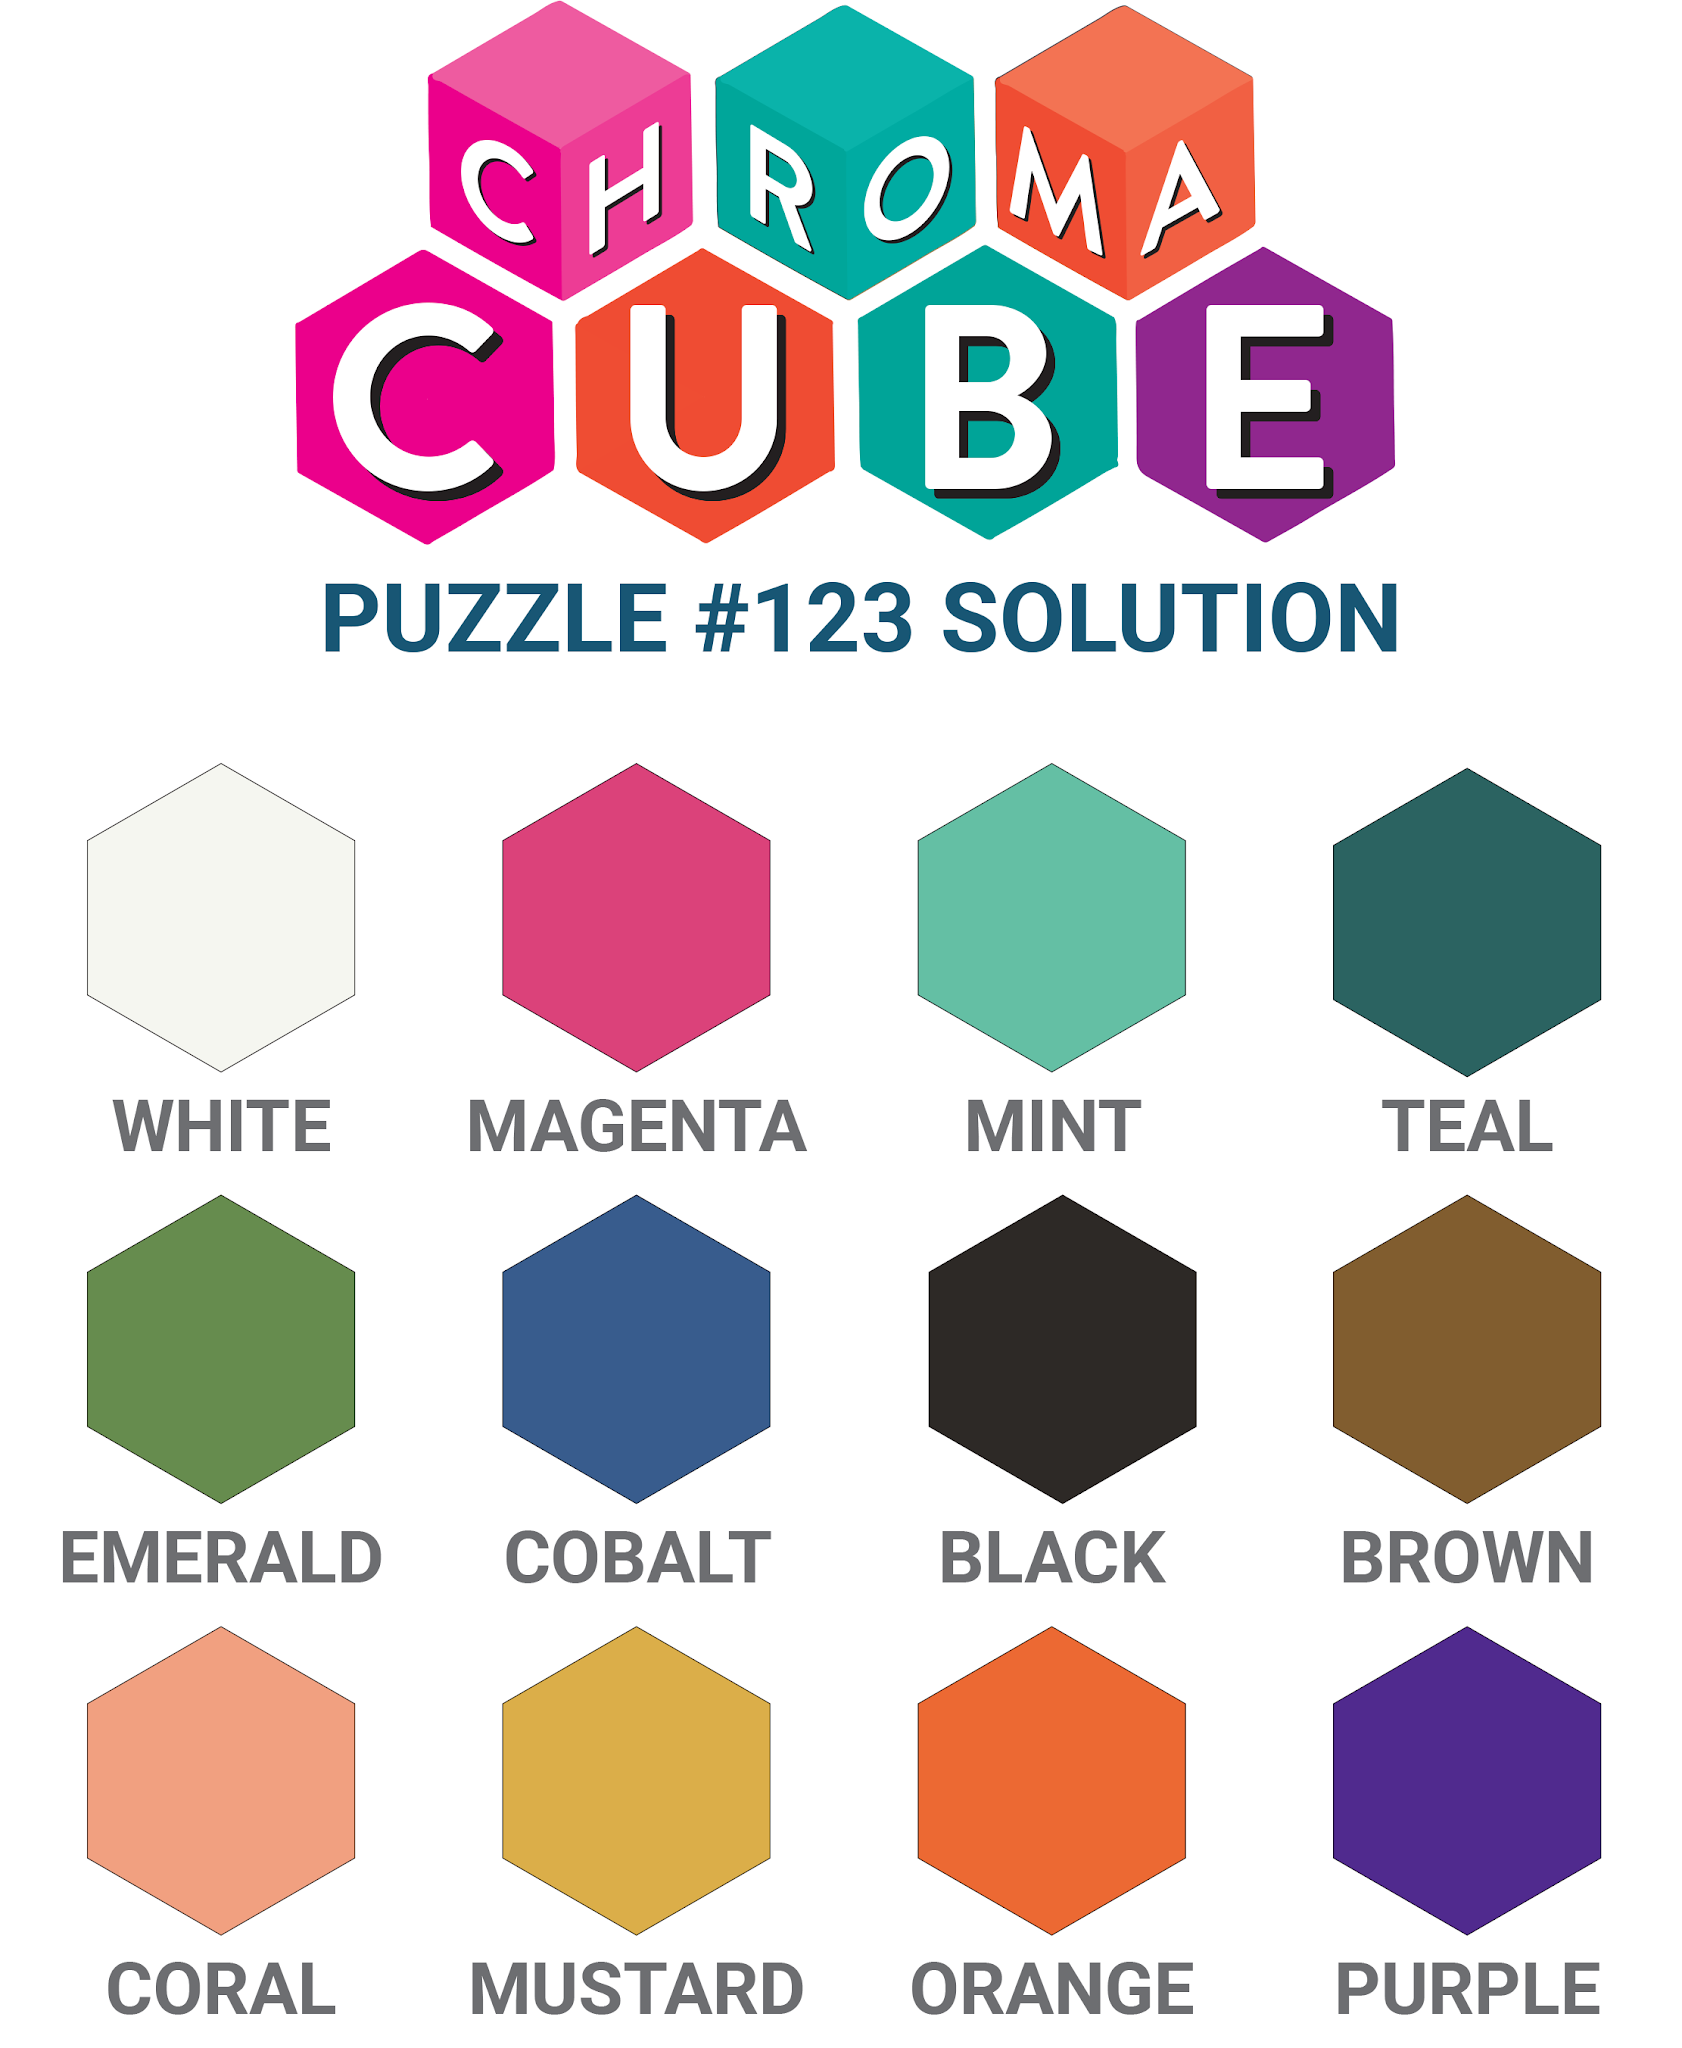 CHROMA
CUBE
PUZZLE #123 SOLUTION
WHITE MAGENTA MINT TEAL
EMERALD COBALT BLACK BROWN
CORAL MUSTARD ORANGE PURPLE